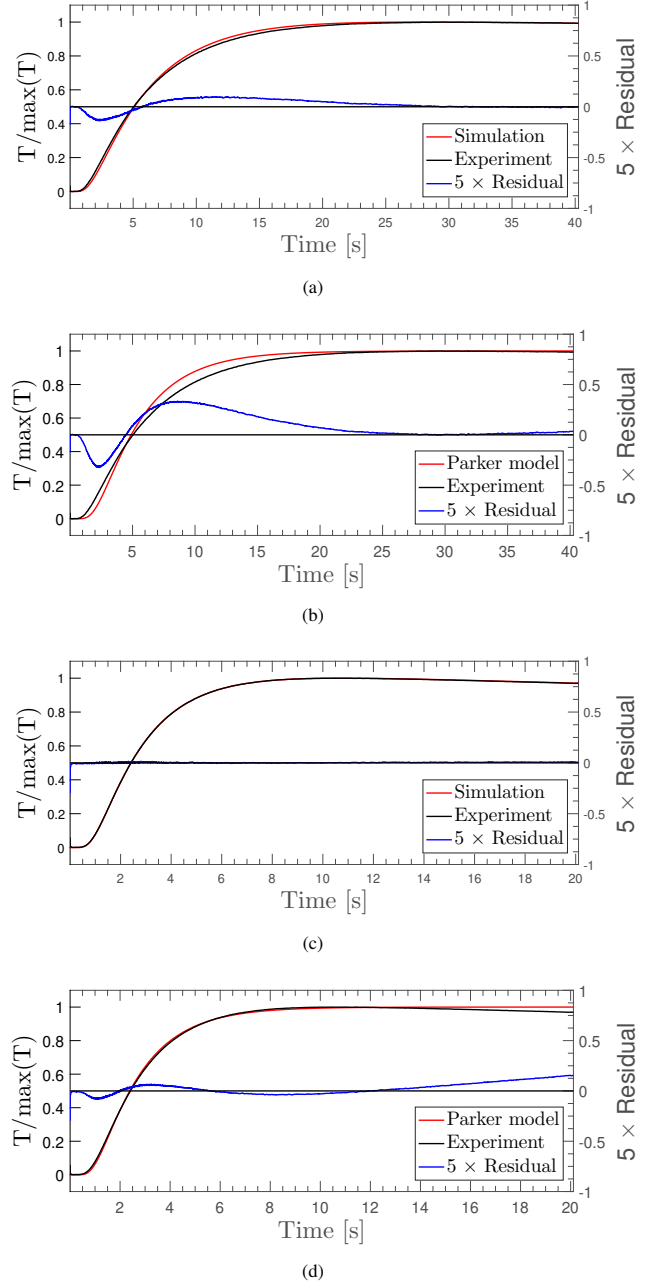 1
0.8
0.6
0.4
0.2
0
T/max(T)
1
0.5
0
-0.5
-1
5 × Residual
Simulation
Experiment
5 × Residual
5 10 15 20 25 30 35 40
Time [s]
(a)
1
0.8
0.6
0.4
0.2
0
T/max(T)
1
0.5
0
-0.5
-1
5 × Residual
Parker model
Experiment
5 × Residual
5 10 15 20 25 30 35 40
Time [s]
(b)
1
0.8
0.6
0.4
0.2
0
T/max(T)
1
0.5
0
-0.5
-1
5 × Residual
Simulation
Experiment
5 × Residual
2 4 6 8 10 12 14 16 18 20
Time [s]
(c)
1
0.8
0.6
0.4
0.2
0
T/max(T)
1
0.5
0
-0.5
-1
5 × Residual
Parker model
Experiment
5 × Residual
2 4 6 8 10 12 14 16 18 20
Time [s]
(d)